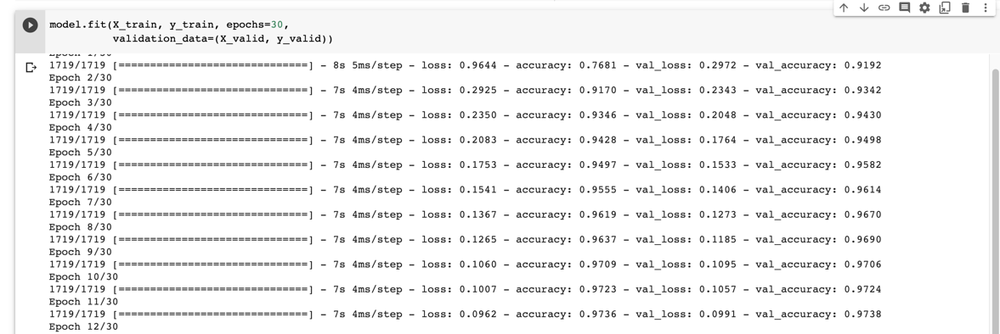 model.fit(X_train, y_train, epochs=30,
validation_data=(X_valid, y_valid))
Epoch 1/30
1719/1719 [==============================] - 8s 5ms/step - loss: 0.9644 - accuracy: 0.7681 - val_loss: 0.2972 - val_accuracy: 0.9192
Epoch 2/30
1719/1719 [==============================] - 7s 4ms/step - loss: 0.2925 - accuracy: 0.9170 - val_loss: 0.2343 - val_accuracy: 0.9342
Epoch 3/30
1719/1719 [==============================] - 7s 4ms/step - loss: 0.2350 - accuracy: 0.9346 - val_loss: 0.2048 - val_accuracy: 0.9430
Epoch 4/30
1719/1719 [==============================] - 7s 4ms/step - loss: 0.2083 - accuracy: 0.9428 - val_loss: 0.1764 - val_accuracy: 0.9498
Epoch 5/30
1719/1719 [==============================] - 7s 4ms/step - loss: 0.1753 - accuracy: 0.9497 - val_loss: 0.1533 - val_accuracy: 0.9582
Epoch 6/30
1719/1719 [==============================] - 7s 4ms/step - loss: 0.1541 - accuracy: 0.9555 - val_loss: 0.1406 - val_accuracy: 0.9614
Epoch 7/30
1719/1719 [==============================] - 7s 4ms/step - loss: 0.1367 - accuracy: 0.9619 - val_loss: 0.1273 - val_accuracy: 0.9670
Epoch 8/30
1719/1719 [==============================] - 7s 4ms/step - loss: 0.1265 - accuracy: 0.9637 - val_loss: 0.1185 - val_accuracy: 0.9690
Epoch 9/30
1719/1719 [==============================] - 7s 4ms/step - loss: 0.1060 - accuracy: 0.9709 - val_loss: 0.1095 - val_accuracy: 0.9706
Epoch 10/30
1719/1719 [==============================] - 7s 4ms/step - loss: 0.1007 - accuracy: 0.9723 - val_loss: 0.1057 - val_accuracy: 0.9724
Epoch 11/30
1719/1719 [==============================] - 7s 4ms/step - loss: 0.0962 - accuracy: 0.9736 - val_loss: 0.0991 - val_accuracy: 0.9738
Epoch 12/30